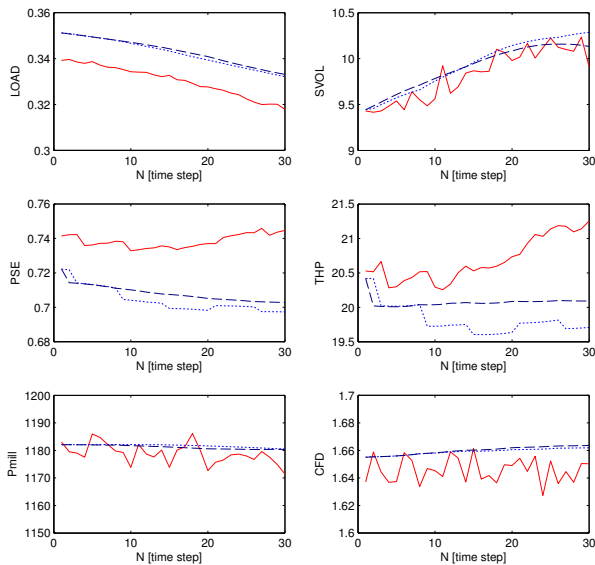 0.36
0.34
0.32
0.3
LOAD
0 10 20 30
N [time step]
10.5
10
9.5
9
SVOL
0 10 20 30
N [time step]
0.76
0.74
0.72
0.7
0.68
PSE
0 10 20 30
N [time step]
21.5
21
20.5
20
19.5
THP
0 10 20 30
N [time step]
1200
1190
1180
1170
1160
1150
Pmill
0 10 20 30
N [time step]
1.7
1.68
1.66
1.64
1.62
1.6
CFD
0 10 20 30
N [time step]